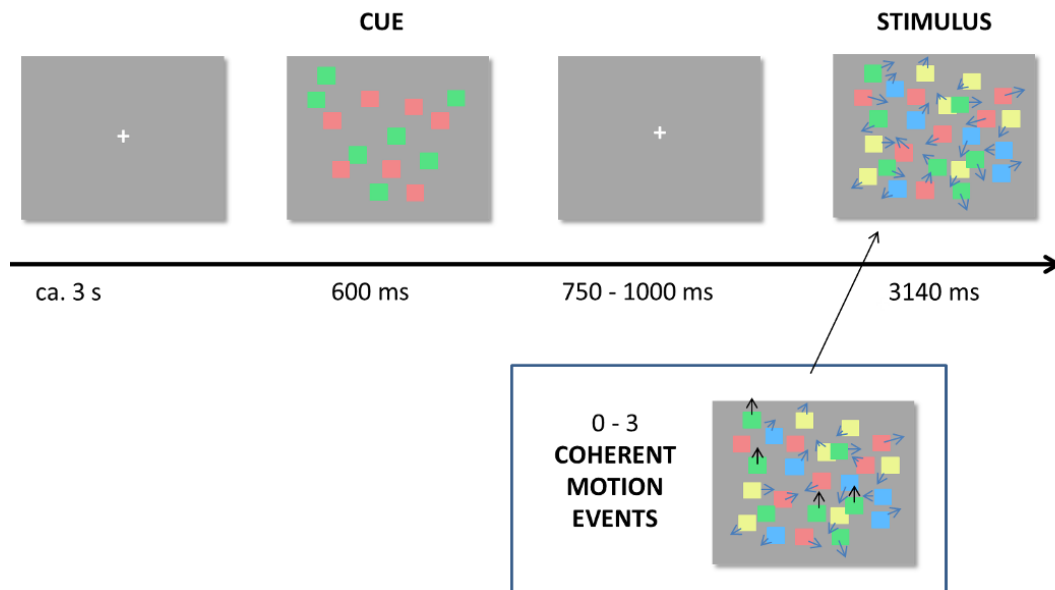 CUE
STIMULUS
ca. 3 s
600 ms
750 - 1000 ms
3140 ms
0 - 3
COHERENT
MOTION
EVENTS